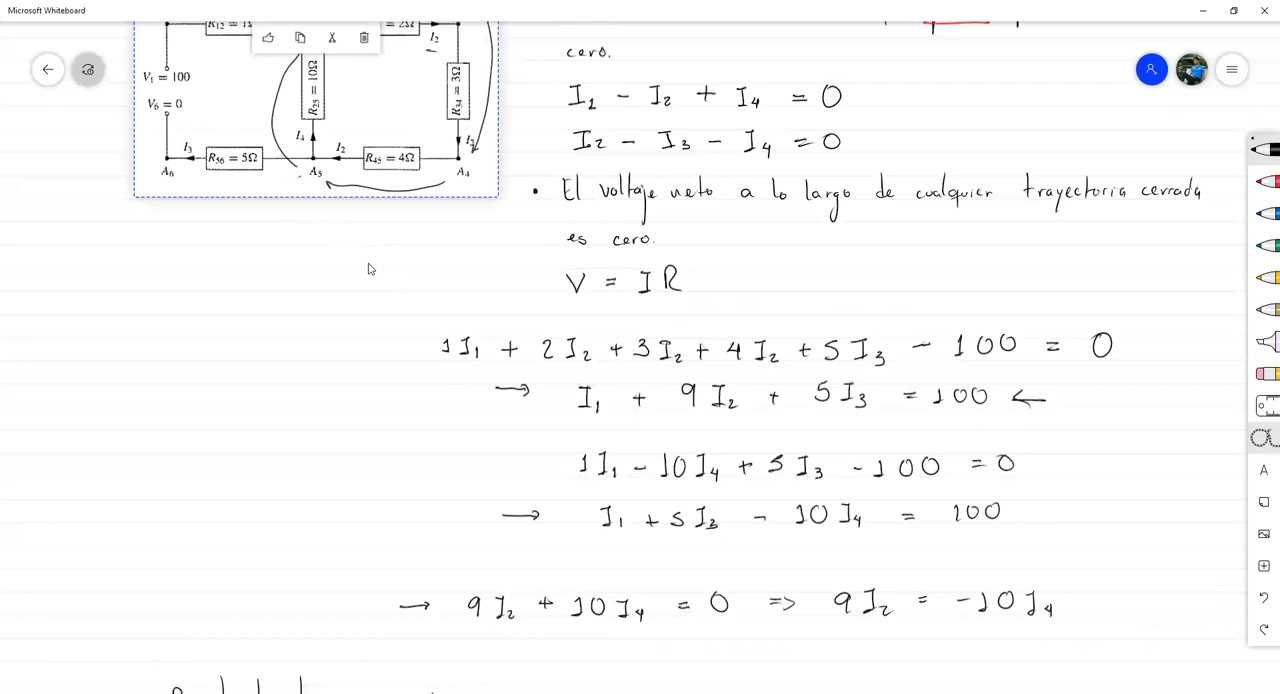 Microsoft Whiteboard
I₂
V₁ = 100
V₆ = 0
R₂₅ = 10Ω
R₃₄ = 3Ω
I₄
I₃
I₂
R₅₆ = 5Ω
R₄₅ = 4Ω
A₆
A₅
A₄
cero.
I₁ - I₂ + I₄ = 0
I₂ - I₃ - I₄ = 0
• El voltaje neto a lo largo de cualquier trayectoria cerrada
es cero.
V = IR
1I₁ + 2I₂ + 3I₂ + 4I₂ + 5I₃ - 100 = 0
→ I₁ + 9I₂ + 5I₃ = 100 ←
1I₁ - 10I₄ + 5I₃ - 100 = 0
→ I₁ + 5I₃ - 10I₄ = 100
→ 9I₂ + 10I₄ = 0 => 9I₂ = -10I₄
A